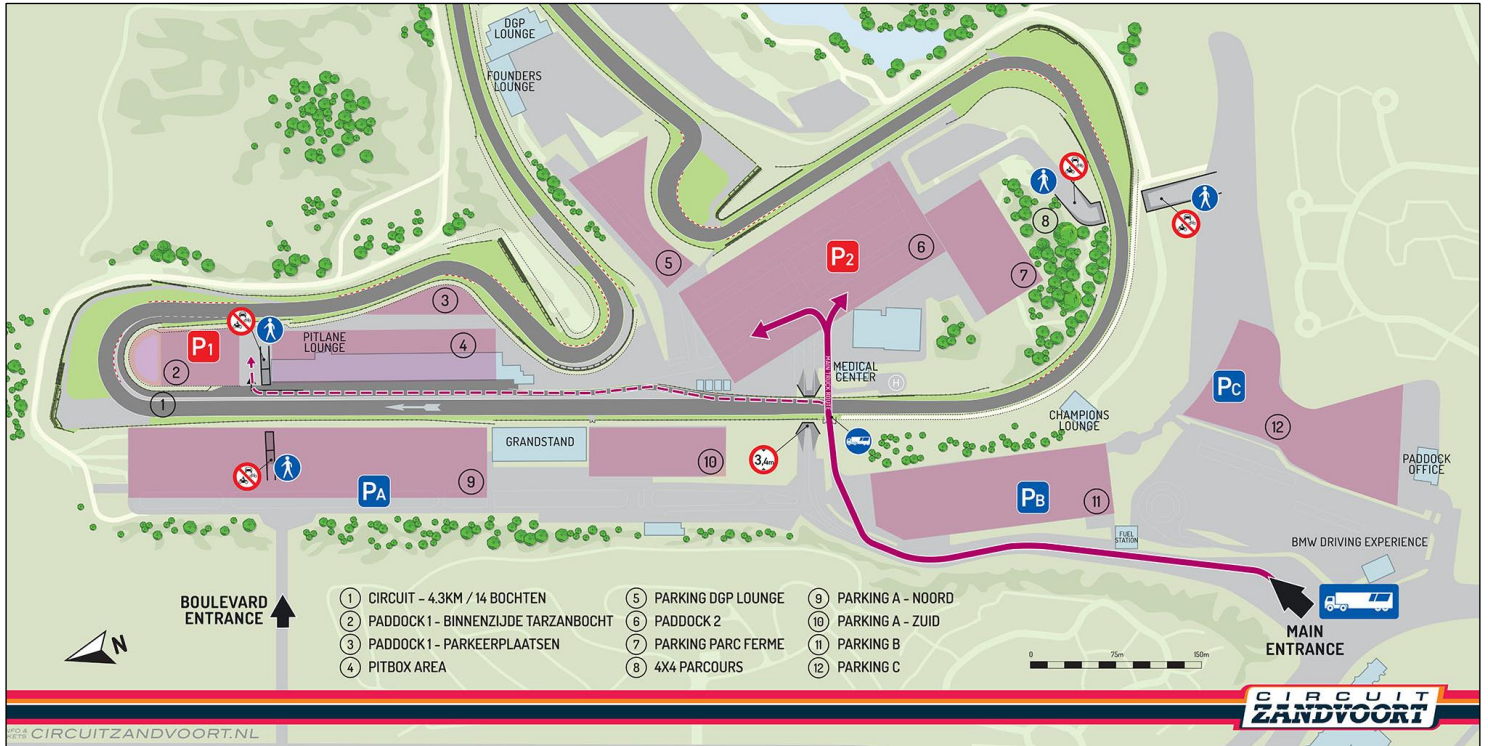 DGP
LOUNGE
FOUNDERS
LOUNGE
8
5
6
P2
7
3
PITLANE
LOUNGE
P1
4
2
1
MAIN TRUCK ROUTE
MEDICAL
CENTER
H
PC
CHAMPIONS
LOUNGE
12
GRANDSTAND
3,4m
10
9
PA
PB
11
PADDOCK
OFFICE
FUEL
STATION
BMW DRIVING EXPERIENCE
BOULEVARD
ENTRANCE
MAIN
ENTRANCE
N
1 CIRCUIT - 4.3KM / 14 BOCHTEN
2 PADDOCK 1 - BINNENZIJDE TARZANBOCHT
3 PADDOCK 1 - PARKEERPLAATSEN
4 PITBOX AREA
5 PARKING DGP LOUNGE
6 PADDOCK 2
7 PARKING PARC FERME
8 4X4 PARCOURS
9 PARKING A - NOORD
10 PARKING A - ZUID
11 PARKING B
12 PARKING C
0 75m 150m
CIRCUIT
ZANDVOORT
CIRCUITZANDVOORT.NL